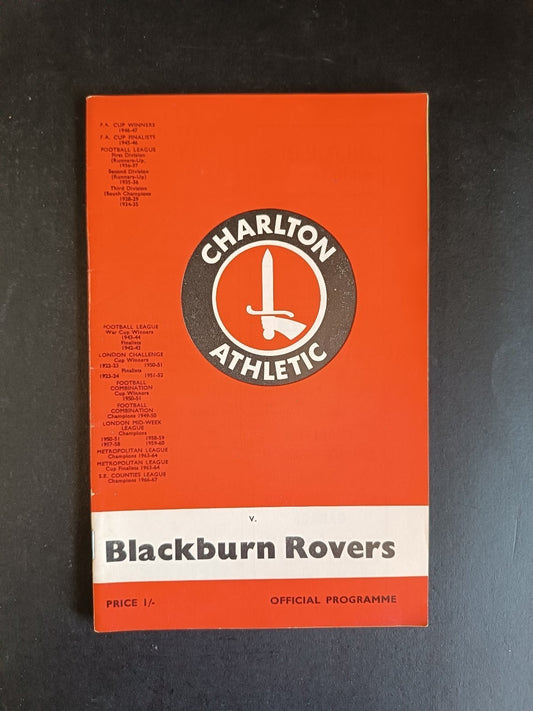 F.A. CUP WINNERS
1946-47
F.A. CUP FINALISTS
1945-46
FOOTBALL LEAGUE
First Division
(Runners-Up,
1936-37
Second Division
(Runners-Up)
1935-36
Third Division
(South Champions
1928-29
1934-35
CHARLTON
ATHLETIC
FOOTBALL LEAGUE
War Cup Winners
1943-44
Finalists
1942-43
LONDON CHALLENGE
Cup Winners
1922-23 1950-51
Finalists
1923-24 1951-52
FOOTBALL
COMBINATION
Cup Winners
1950-51
FOOTBALL
COMBINATION
Champions 1949-50
LONDON MID-WEEK
LEAGUE
Champions
1950-51 1958-59
1957-58 1959-60
METROPOLITAN LEAGUE
Champions 1963-64
METROPOLITAN LEAGUE
Cup Finalists 1963-64
S.E. COUNTIES LEAGUE
Champions 1966-67
v.
Blackburn Rovers
PRICE 1/- OFFICIAL PROGRAMME